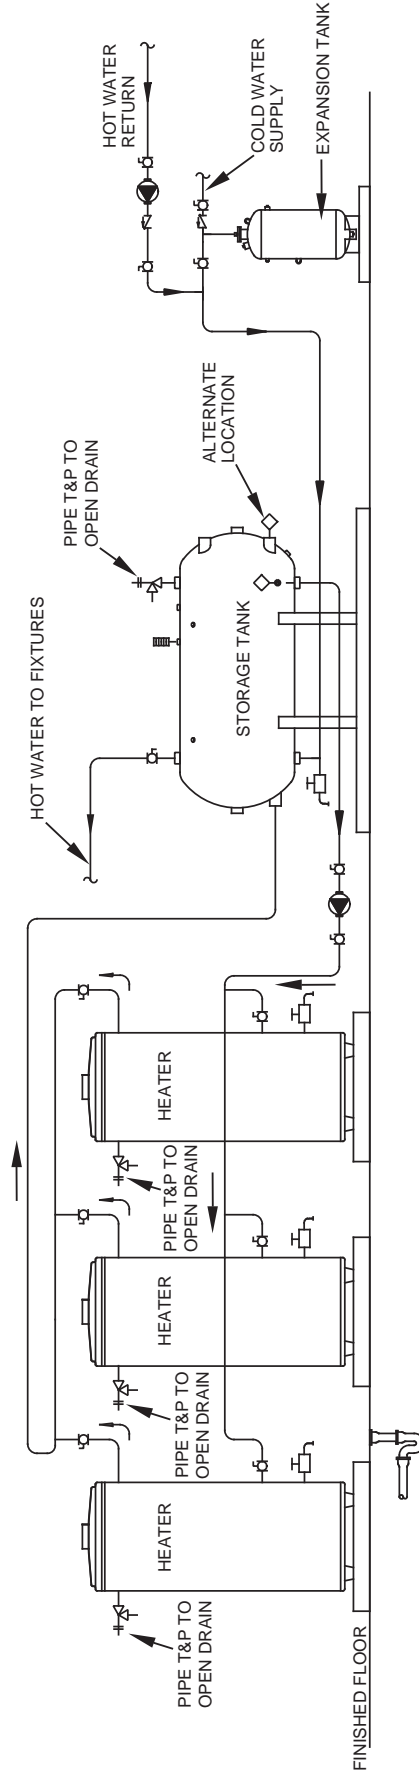 PIPE T&P TO
OPEN DRAIN
HEATER
PIPE T&P TO
OPEN DRAIN
HEATER
PIPE T&P TO
OPEN DRAIN
HEATER
HOT WATER TO FIXTURES
PIPE T&P TO
OPEN DRAIN
STORAGE TANK
ALTERNATE
LOCATION
HOT WATER
RETURN
COLD WATER
SUPPLY
EXPANSION TANK
FINISHED FLOOR